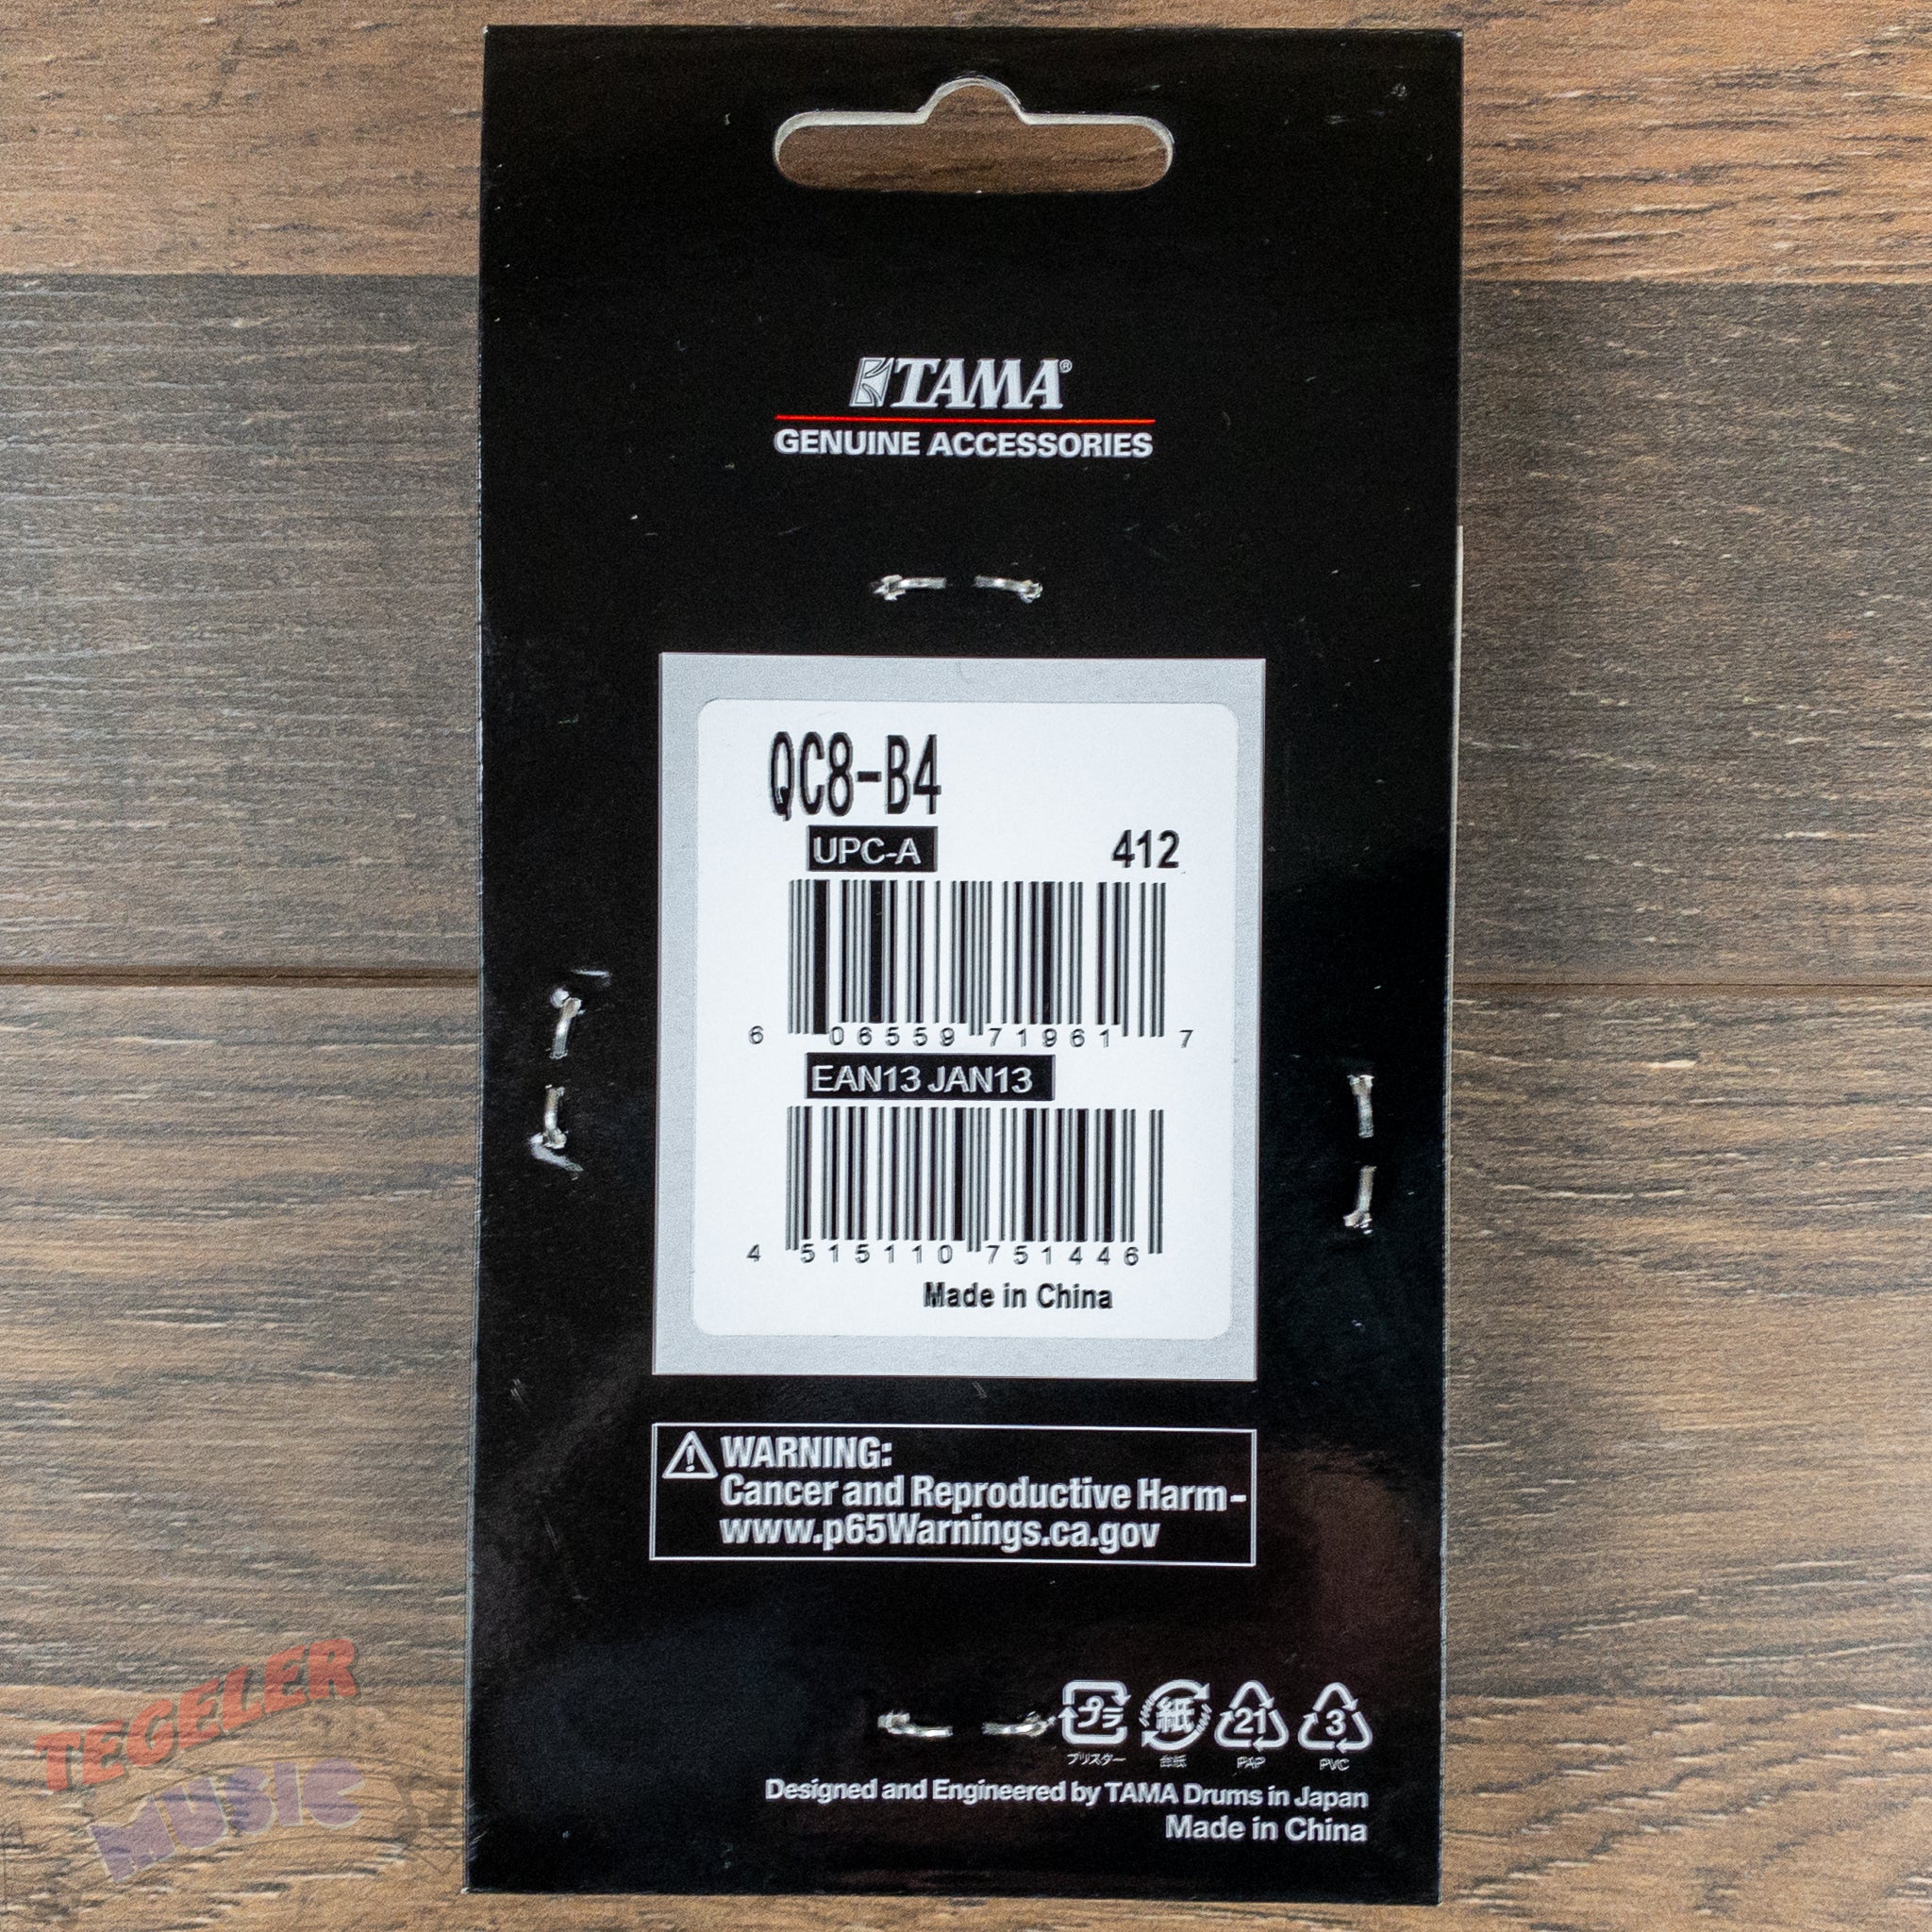 TAMA®
GENUINE ACCESSORIES
QC8-B4
UPC-A 412
6 06559 71961 7
EAN13 JAN13
4 515110 751446
Made in China
WARNING:
Cancer and Reproductive Harm-
www.p65Warnings.ca.gov
プラ 紙 21 3
ブリスター 台紙 PAP PVC
Designed and Engineered by TAMA Drums in Japan
Made in China
TEGELER
MUSIC